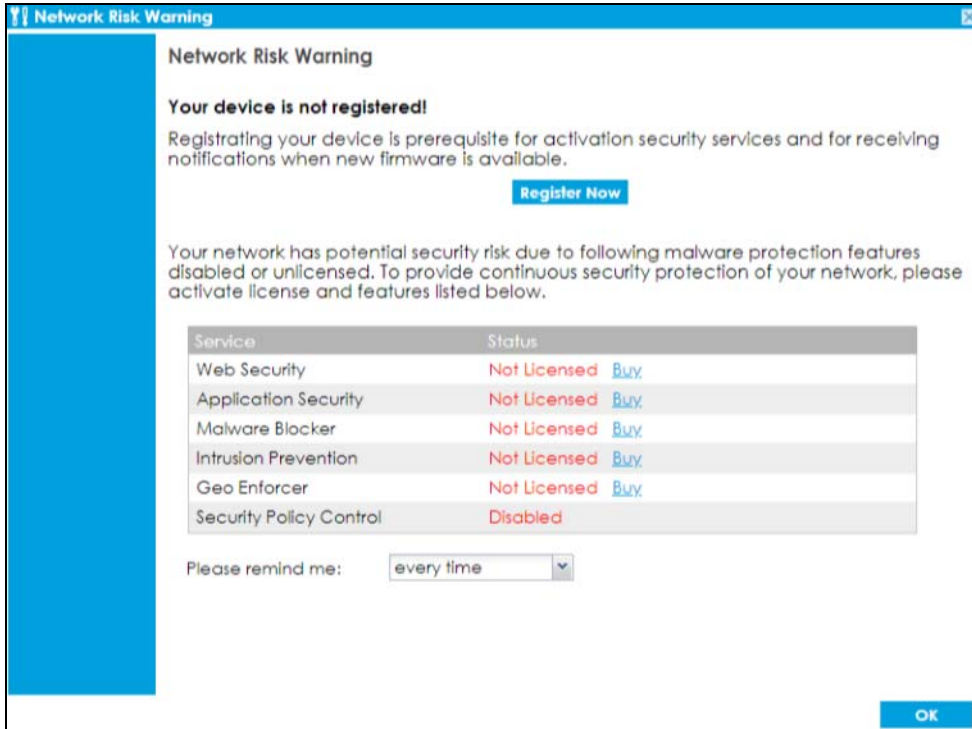 Network Risk Warning
Network Risk Warning
Your device is not registered!
Registrating your device is prerequisite for activation security services and for receiving
notifications when new firmware is available.
Register Now
Your network has potential security risk due to following malware protection features
disabled or unlicensed. To provide continuous security protection of your network, please
activate license and features listed below.
Service Status
Web Security Not Licensed Buy
Application Security Not Licensed Buy
Malware Blocker Not Licensed Buy
Intrusion Prevention Not Licensed Buy
Geo Enforcer Not Licensed Buy
Security Policy Control Disabled
Please remind me: every time
OK